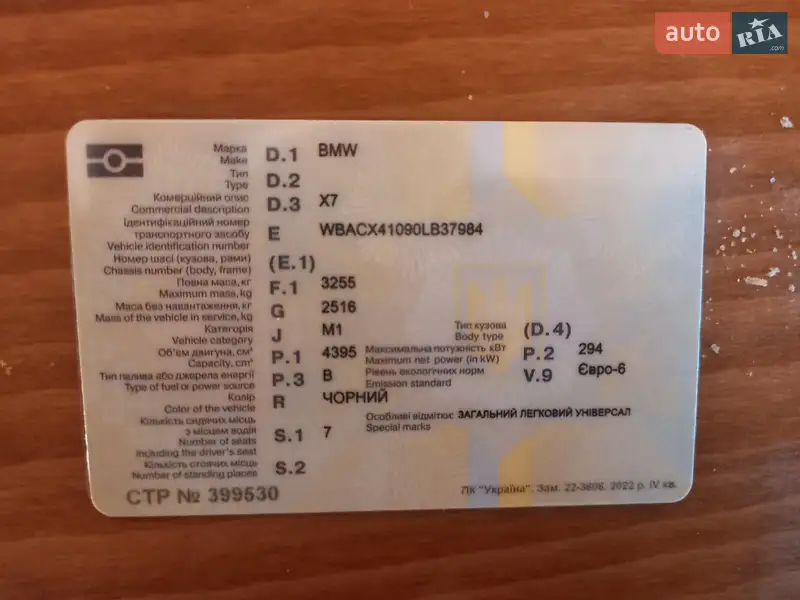 auto RIA.com
Марка
Make D.1 BMW
Тип
Type D.2
Комерційний опис
Commercial description D.3 X7
Ідентифікаційний номер
транспортного засобу
Vehicle identification number E WBACX41090LB37984
Номер шасі (кузова, рами)
Chassis number (body, frame) (E.1)
Повна маса, кг
Maximum mass, kg F.1 3255
Маса без навантаження, кг
Mass of the vehicle in service, kg G 2516
Категорія
Vehicle category J M1
Тип кузова
Body type (D.4)
Об'єм двигуна, см³
Capacity, cm³ P.1 4395
Максимальна потужність кВт
Maximum net power (in kW) P.2 294
Тип палива або джерела енергії
Type of fuel or power source P.3 B
Рівень екологічних норм
Emission standard V.9 Євро-6
Колір
Color of the vehicle R ЧОРНИЙ
Особливі відмітки: ЗАГАЛЬНИЙ ЛЕГКОВИЙ УНІВЕРСАЛ
Special marks
Кількість сидячих місць
з місцем водія
Number of seats
including the driver's seat S.1 7
Кількість стоячих місць
Number of standing places S.2
СТР № 399530
ПК "Україна". Зам. 22-3606. 2022 р. IV кв.